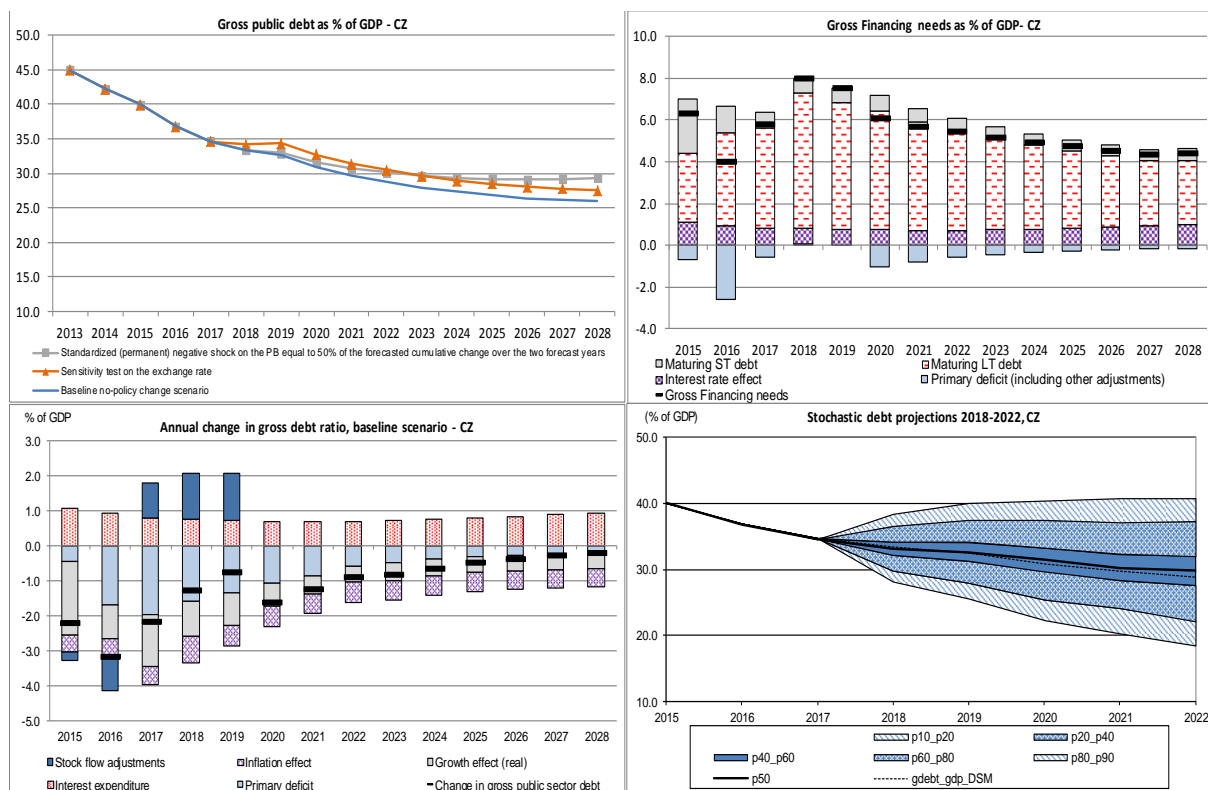 Gross public debt as % of GDP - CZ
50.0
45.0
40.0
35.0
30.0
25.0
20.0
15.0
10.0
2013 2014 2015 2016 2017 2018 2019 2020 2021 2022 2023 2024 2025 2026 2027 2028
Standardized (permanent) negative shock on the PB equal to 50% of the forecasted cumulative change over the two forecast years
Sensitivity test on the exchange rate
Baseline no-policy change scenario
Gross Financing needs as % of GDP- CZ
10.0
8.0
6.0
4.0
2.0
0.0
-2.0
-4.0
2015 2016 2017 2018 2019 2020 2021 2022 2023 2024 2025 2026 2027 2028
Maturing ST debt
Maturing LT debt
Interest rate effect
Primary deficit (including other adjustments)
Gross Financing needs
% of GDP
Annual change in gross debt ratio, baseline scenario - CZ
3.0
2.0
1.0
0.0
-1.0
-2.0
-3.0
-4.0
-5.0
2015 2016 2017 2018 2019 2020 2021 2022 2023 2024 2025 2026 2027 2028
Stock flow adjustments
Inflation effect
Growth effect (real)
Interest expenditure
Primary deficit
Change in gross public sector debt
(% of GDP)
Stochastic debt projections 2018-2022, CZ
50.0
40.0
30.0
20.0
10.0
2015 2016 2017 2018 2019 2020 2021 2022
p10_p20
p20_p40
p40_p60
p60_p80
p80_p90
p50
gdebt_gdp_DSM